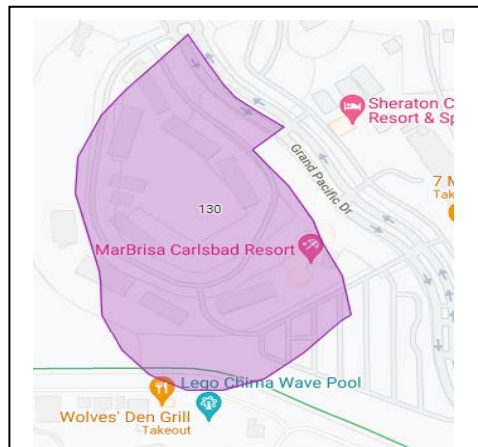 Sheraton C
Resort & Sp
Grand Pacific Dr
7 M
Tak
130
MarBrisa Carlsbad Resort
Lego Chima Wave Pool
Wolves' Den Grill
Takeout